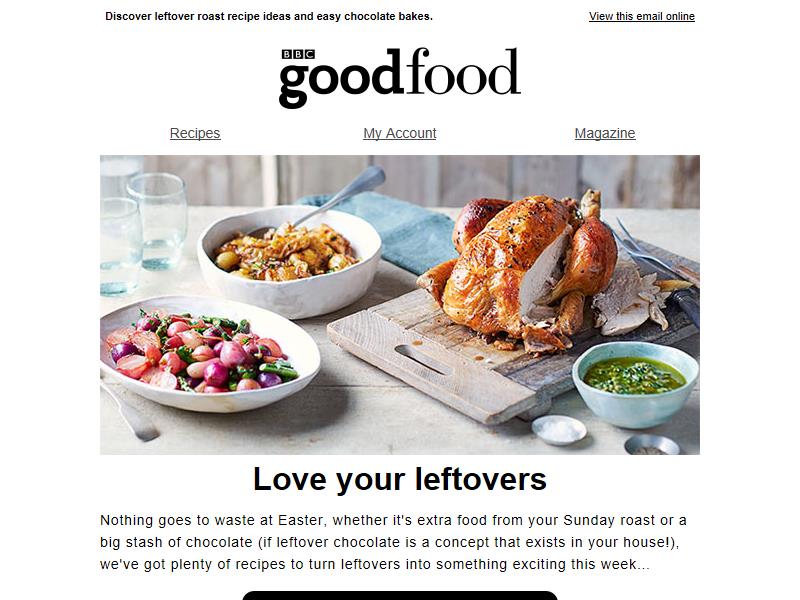 Discover leftover roast recipe ideas and easy chocolate bakes.
View this email online
BBC
goodfood
Recipes
My Account
Magazine
Love your leftovers
Nothing goes to waste at Easter, whether it's extra food from your Sunday roast or a
big stash of chocolate (if leftover chocolate is a concept that exists in your house!),
we've got plenty of recipes to turn leftovers into something exciting this week...